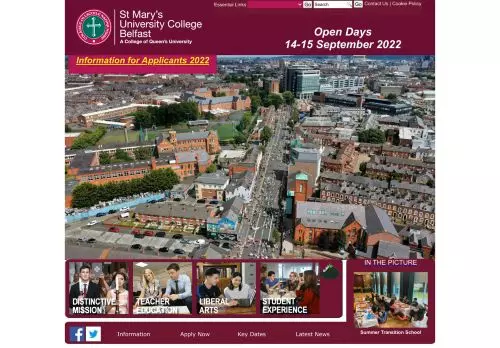 Essential Links
Go
Search
Go
Contact Us | Cookie Policy
St Mary's
University College
Belfast
A College of Queen's University
Open Days
14-15 September 2022
Information for Applicants 2022
DISTINCTIVE
MISSION
TEACHER
EDUCATION
LIBERAL
ARTS
STUDENT
EXPERIENCE
IN THE PICTURE
Summer Transition School
Information
Apply Now
Key Dates
Latest News